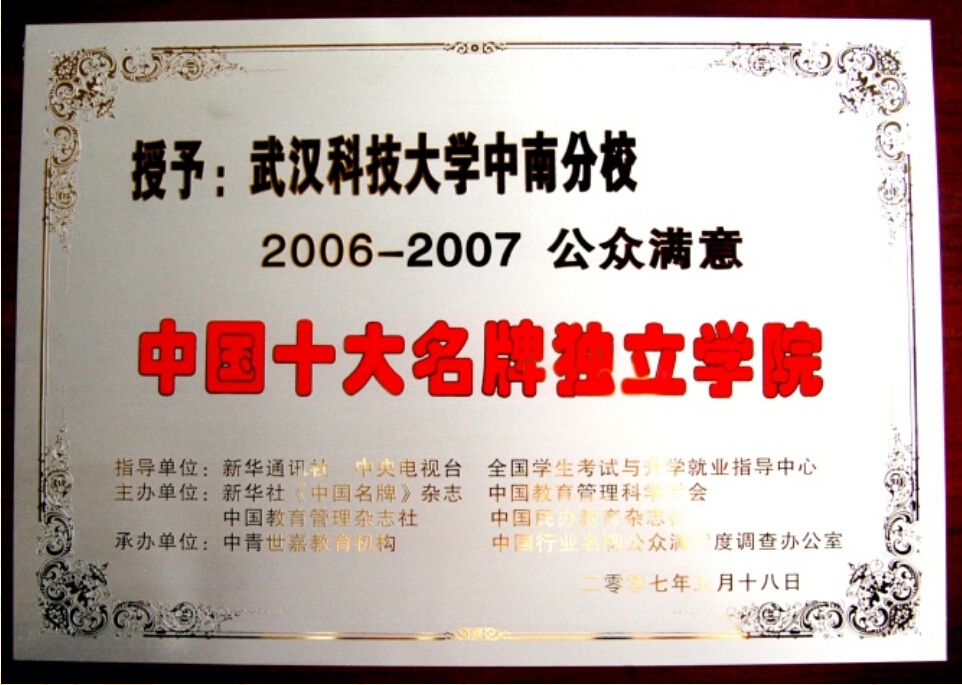 授予：武汉科技大学中南分校
2006-2007 公众满意
中国十大名牌独立学院
指导单位：新华通讯社 中央电视台 全国学生考试与升学就业指导中心
主办单位：新华社《中国名牌》杂志 中国教育管理科学 会
中国教育管理杂志社 中国民办教育杂志社
承办单位：中青世嘉教育机构 中国行业名牌公众满意度调查办公室
二零零七年五月十八日